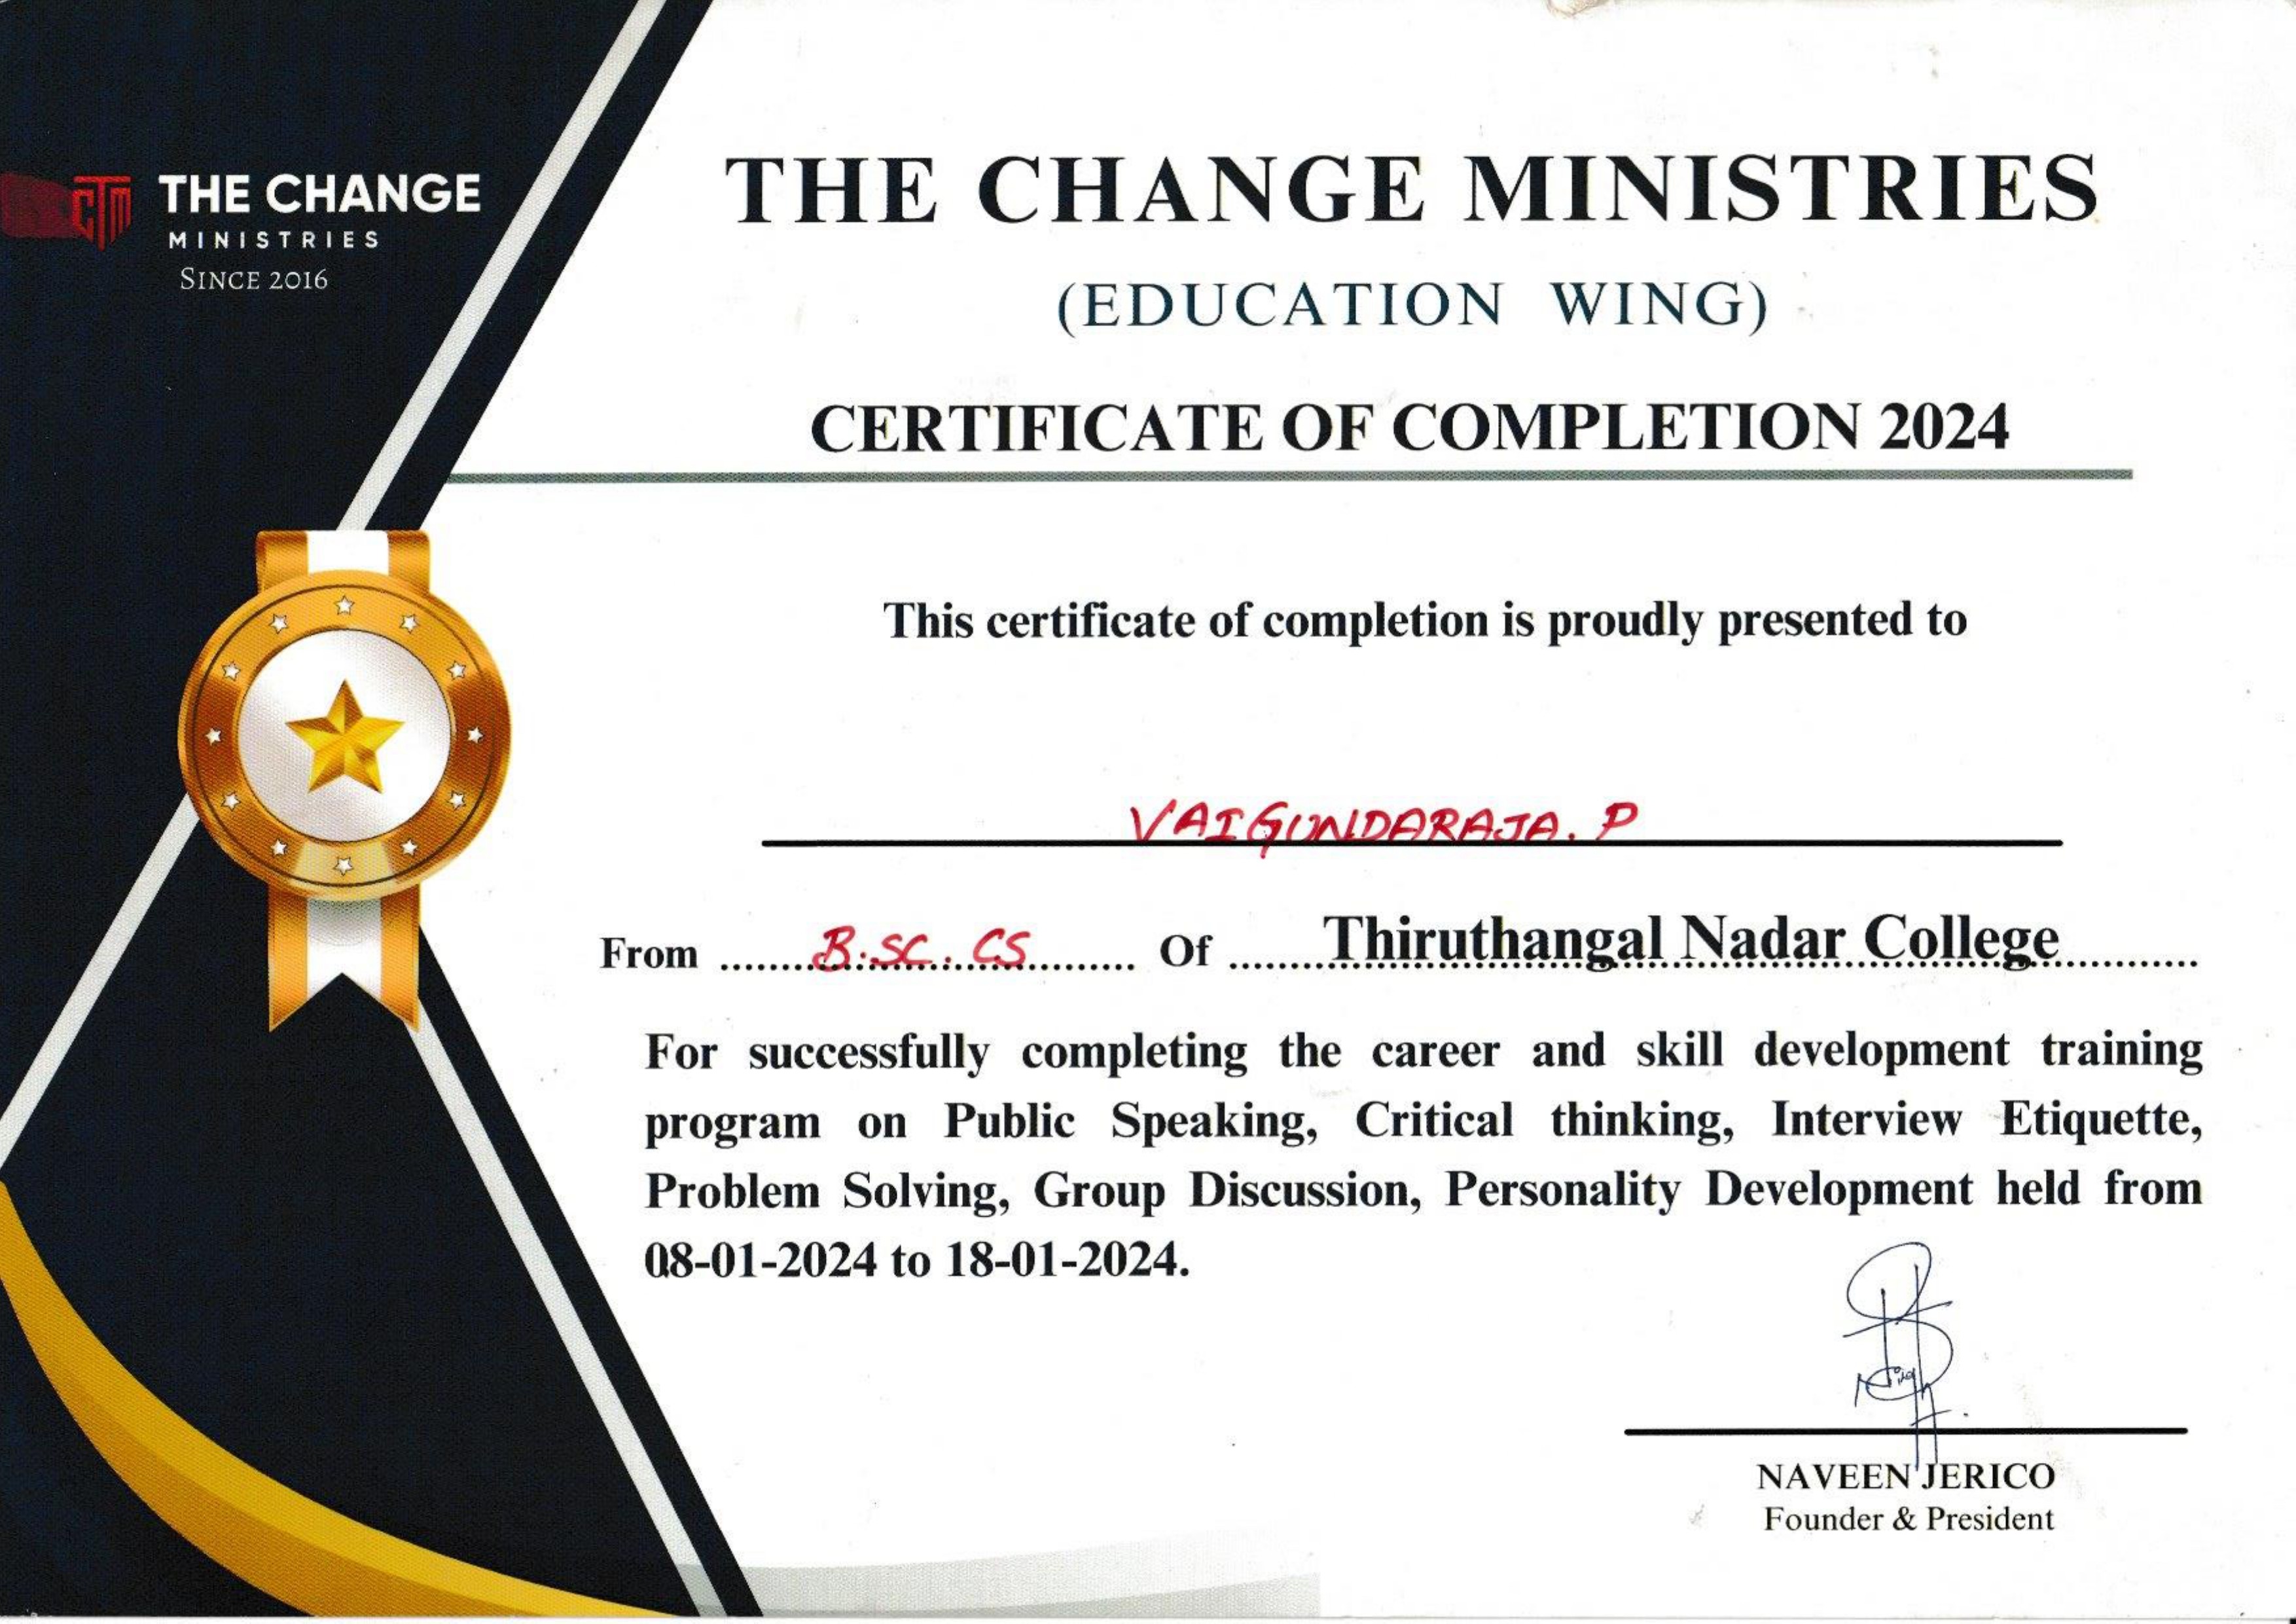 THE CHANGE
MINISTRIES
SINCE 2016
THE CHANGE MINISTRIES
(EDUCATION WING)
CERTIFICATE OF COMPLETION 2024
This certificate of completion is proudly presented to
VAIGUNDARAJA. P
From ........B.SC. CS............ Of ........Thiruthangal Nadar College............
For successfully completing the career and skill development training
program on Public Speaking, Critical thinking, Interview Etiquette,
Problem Solving, Group Discussion, Personality Development held from
08-01-2024 to 18-01-2024.
NAVEEN JERICO
Founder & President